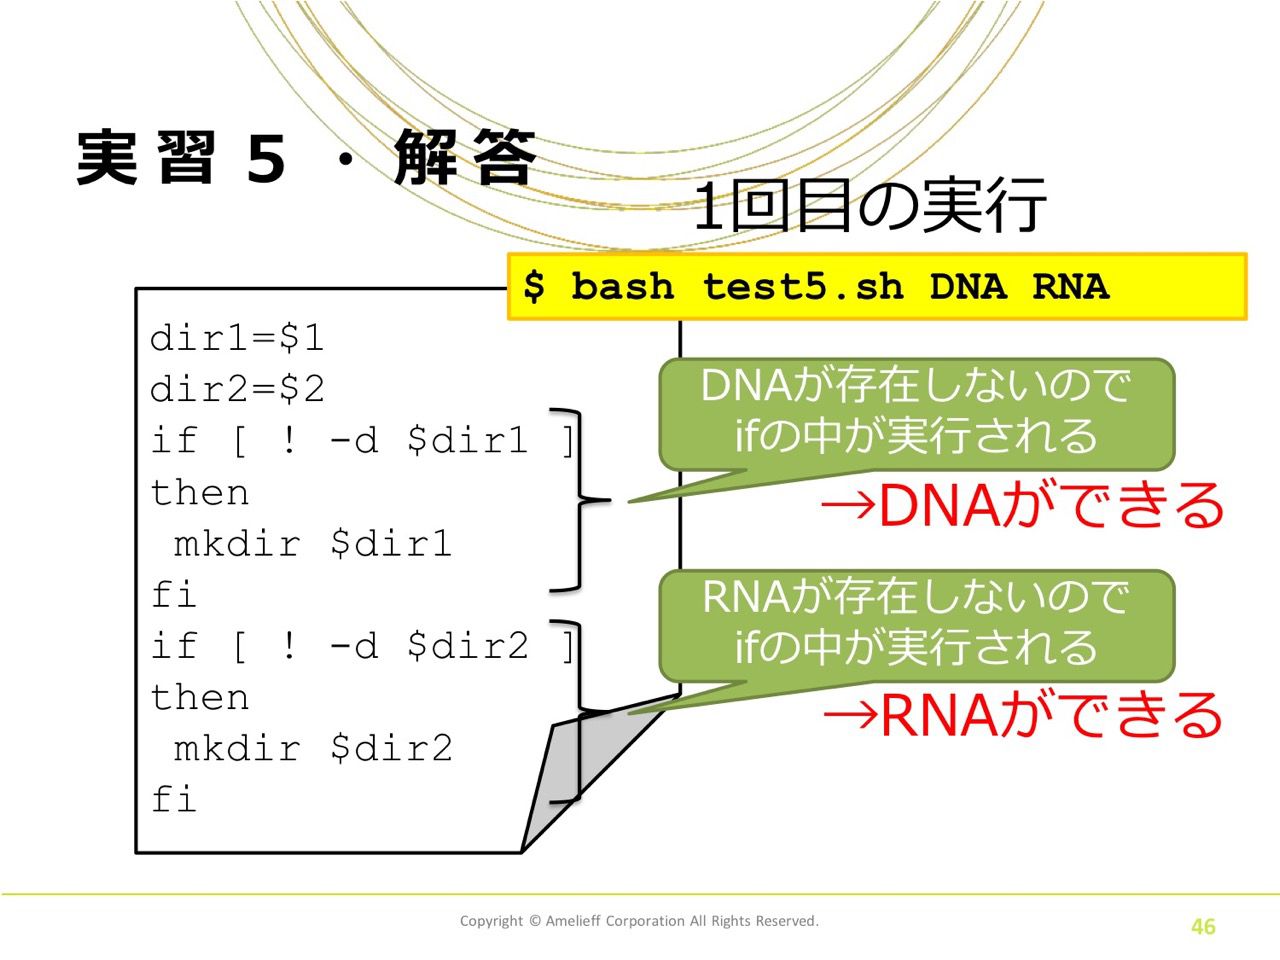 実習5・解答
1回目の実行
$ bash test5.sh DNA RNA
dir1=$1
dir2=$2
if [ ! -d $dir1 ]
then
 mkdir $dir1
fi
if [ ! -d $dir2 ]
then
 mkdir $dir2
fi
DNAが存在しないので
ifの中が実行される
→DNAができる
RNAが存在しないので
ifの中が実行される
→RNAができる
Copyright © Amelieff Corporation All Rights Reserved.
46